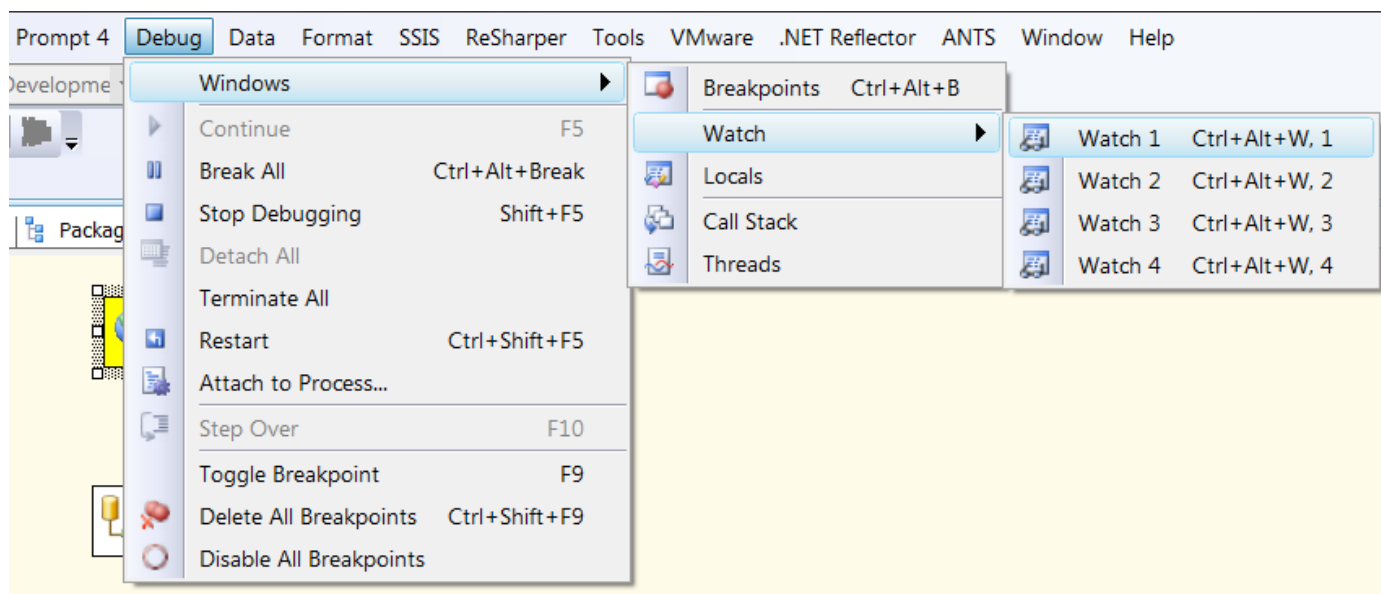 Prompt 4 Debug Data Format SSIS ReSharper Tools VMware .NET Reflector ANTS Window Help
Developme
Packag
Windows
Continue F5
Break All Ctrl+Alt+Break
Stop Debugging Shift+F5
Detach All
Terminate All
Restart Ctrl+Shift+F5
Attach to Process...
Step Over F10
Toggle Breakpoint F9
Delete All Breakpoints Ctrl+Shift+F9
Disable All Breakpoints
Breakpoints Ctrl+Alt+B
Watch
Locals
Call Stack
Threads
Watch 1 Ctrl+Alt+W, 1
Watch 2 Ctrl+Alt+W, 2
Watch 3 Ctrl+Alt+W, 3
Watch 4 Ctrl+Alt+W, 4